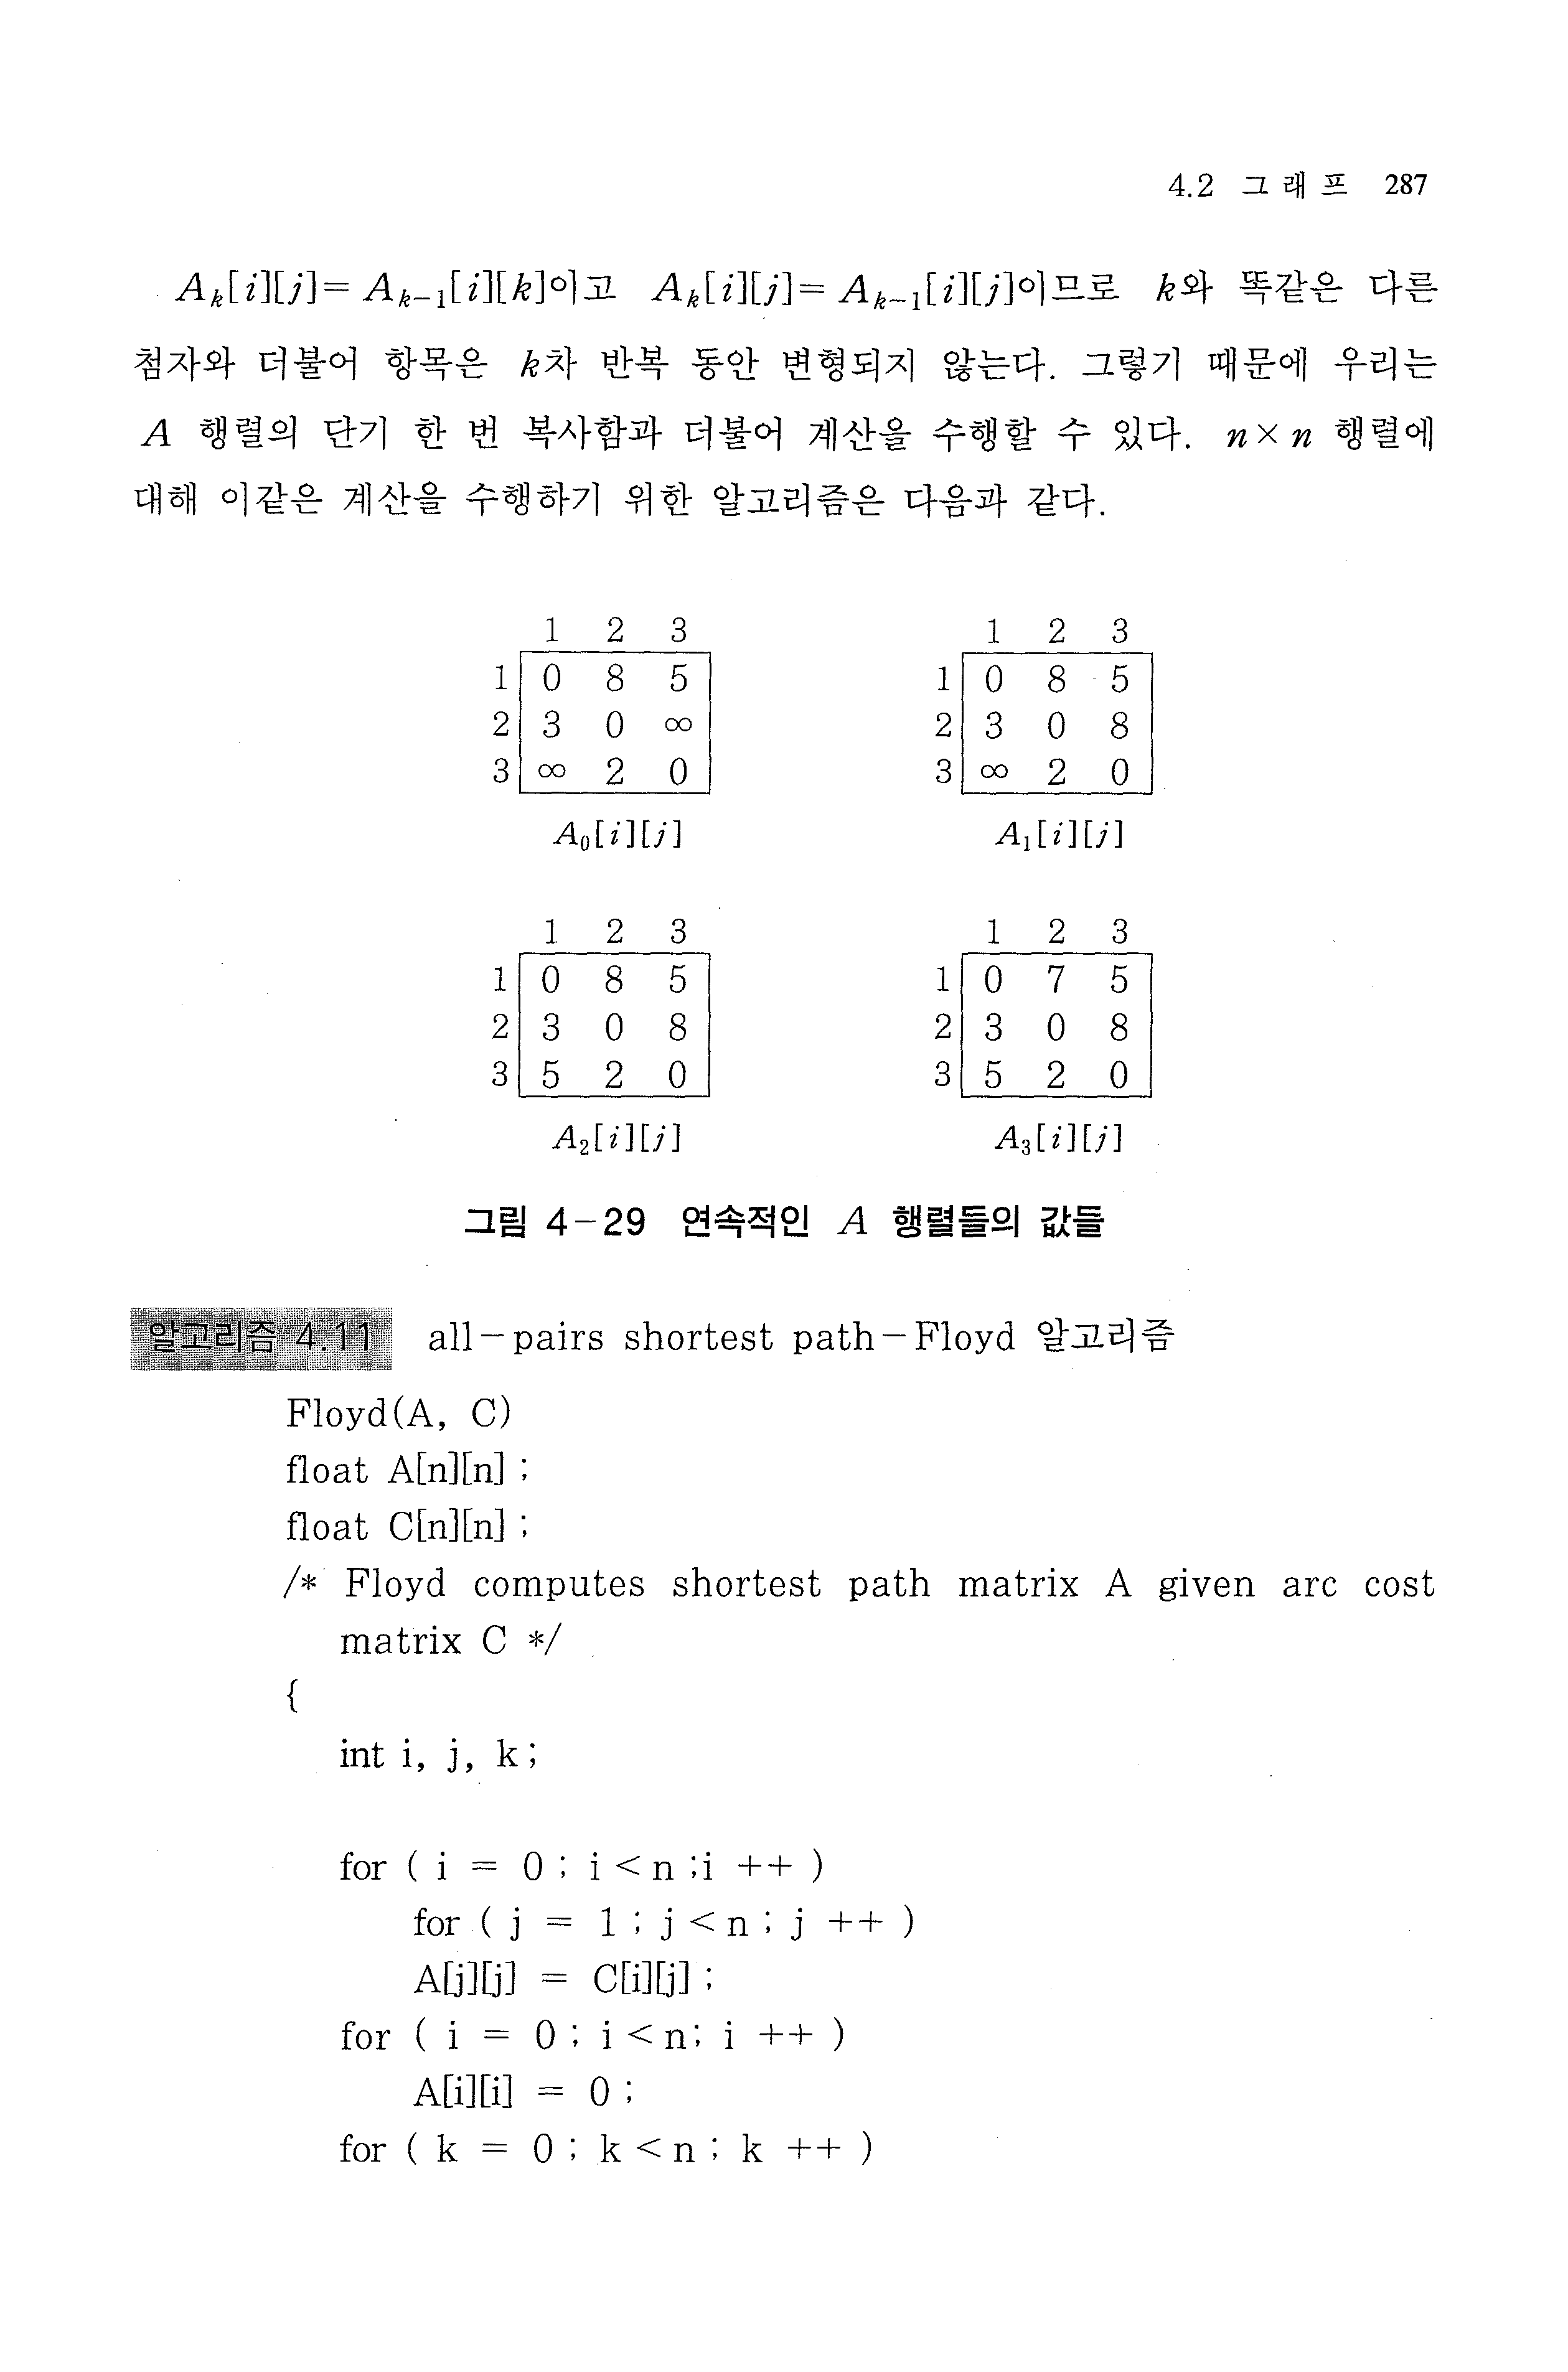 4.2 그래프 287
A_k[i][j]= A_{k-1}[i][k]이고 A_k[i][j]= A_{k-1}[i][j]이므로 k와 똑같은 다른
첨자와 더불어 항목은 k차 반복 동안 변형되지 않는다. 그렇기 때문에 우리는
A 행렬의 단기 한 번 복사함과 더불어 계산을 수행할 수 있다. n×n 행렬에
대해 이같은 계산을 수행하기 위한 알고리즘은 다음과 같다.
1 2 3
1 0 8 5
2 3 0 ∞
3 ∞ 2 0
A₀[i][j]
1 2 3
1 0 8 5
2 3 0 8
3 ∞ 2 0
A₁[i][j]
1 2 3
1 0 8 5
2 3 0 8
3 5 2 0
A₂[i][j]
1 2 3
1 0 7 5
2 3 0 8
3 5 2 0
A₃[i][j]
그림 4-29 연속적인 A 행렬들의 값들
알고리즘 4.11 all-pairs shortest path-Floyd 알고리즘
Floyd(A, C)
float A[n][n] ;
float C[n][n] ;
/* Floyd computes shortest path matrix A given arc cost
matrix C */
{
int i, j, k ;
for ( i = 0 ; i < n ;i ++ )
for ( j = 1 ; j < n ; j ++ )
A[j][j] = C[i][j] ;
for ( i = 0 ; i < n; i ++ )
A[i][i] = 0 ;
for ( k = 0 ; k < n ; k ++ )